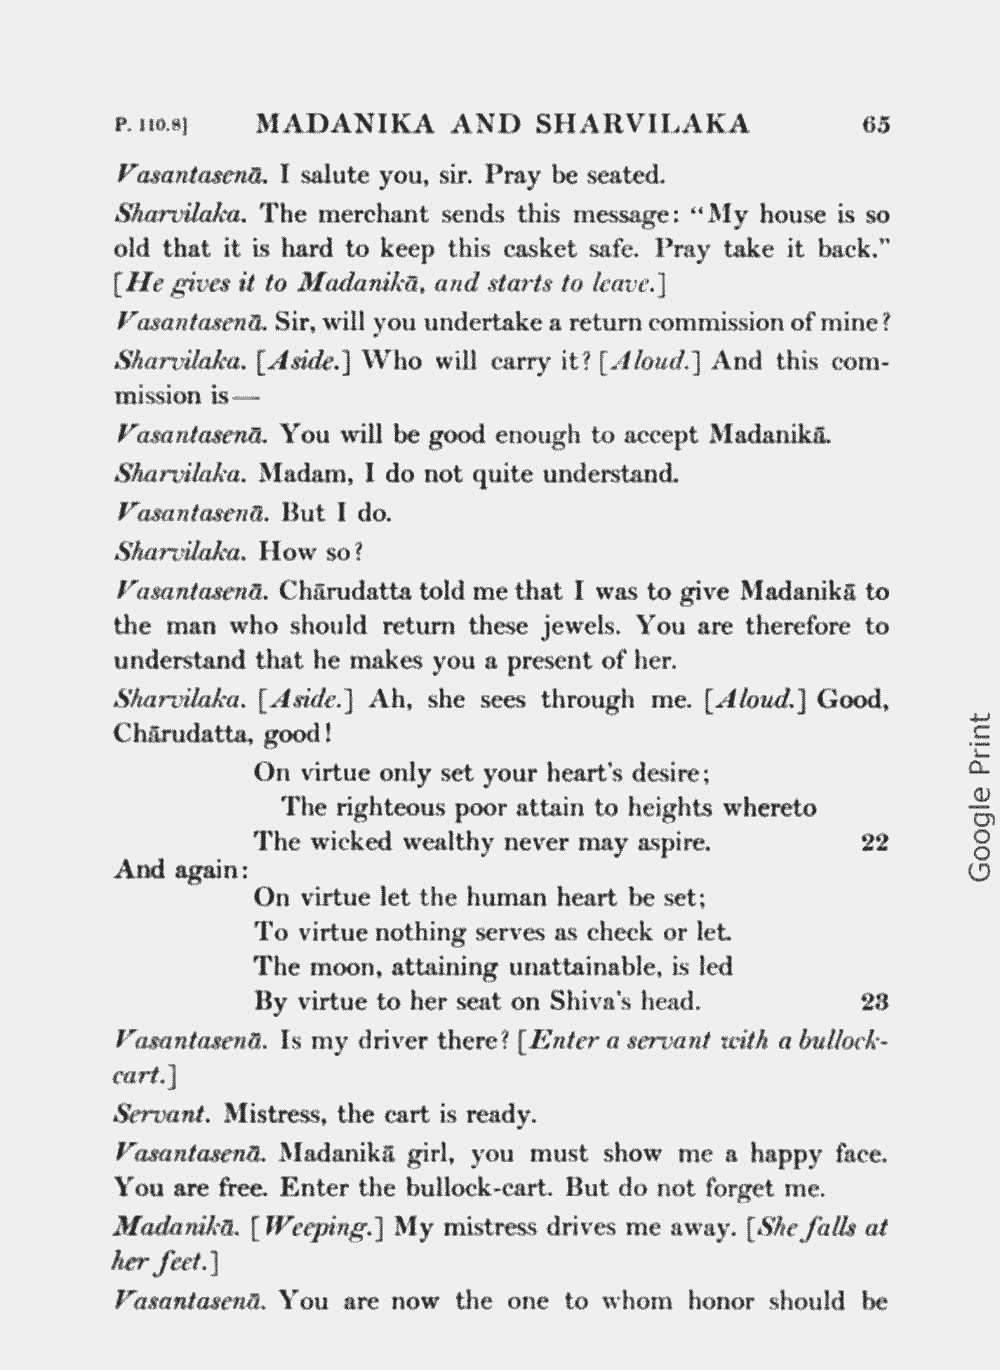 P. 110.8] MADANIKA AND SHARVILAKA 65
Vasantasenā. I salute you, sir. Pray be seated.
Sharvilaka. The merchant sends this message: “My house is so
old that it is hard to keep this casket safe. Pray take it back.”
[He gives it to Madanikā, and starts to leave.]
Vasantasenā. Sir, will you undertake a return commission of mine?
Sharvilaka. [Aside.] Who will carry it? [Aloud.] And this com-
mission is—
Vasantasenā. You will be good enough to accept Madanikā.
Sharvilaka. Madam, I do not quite understand.
Vasantasenā. But I do.
Sharvilaka. How so?
Vasantasenā. Chārudatta told me that I was to give Madanikā to
the man who should return these jewels. You are therefore to
understand that he makes you a present of her.
Sharvilaka. [Aside.] Ah, she sees through me. [Aloud.] Good,
Chārudatta, good!
On virtue only set your heart's desire;
The righteous poor attain to heights whereto
The wicked wealthy never may aspire. 22
And again:
On virtue let the human heart be set;
To virtue nothing serves as check or let.
The moon, attaining unattainable, is led
By virtue to her seat on Shiva's head. 23
Vasantasenā. Is my driver there? [Enter a servant with a bullock-
cart.]
Servant. Mistress, the cart is ready.
Vasantasenā. Madanikā girl, you must show me a happy face.
You are free. Enter the bullock-cart. But do not forget me.
Madanikā. [Weeping.] My mistress drives me away. [She falls at
her feet.]
Vasantasenā. You are now the one to whom honor should be
Google Print